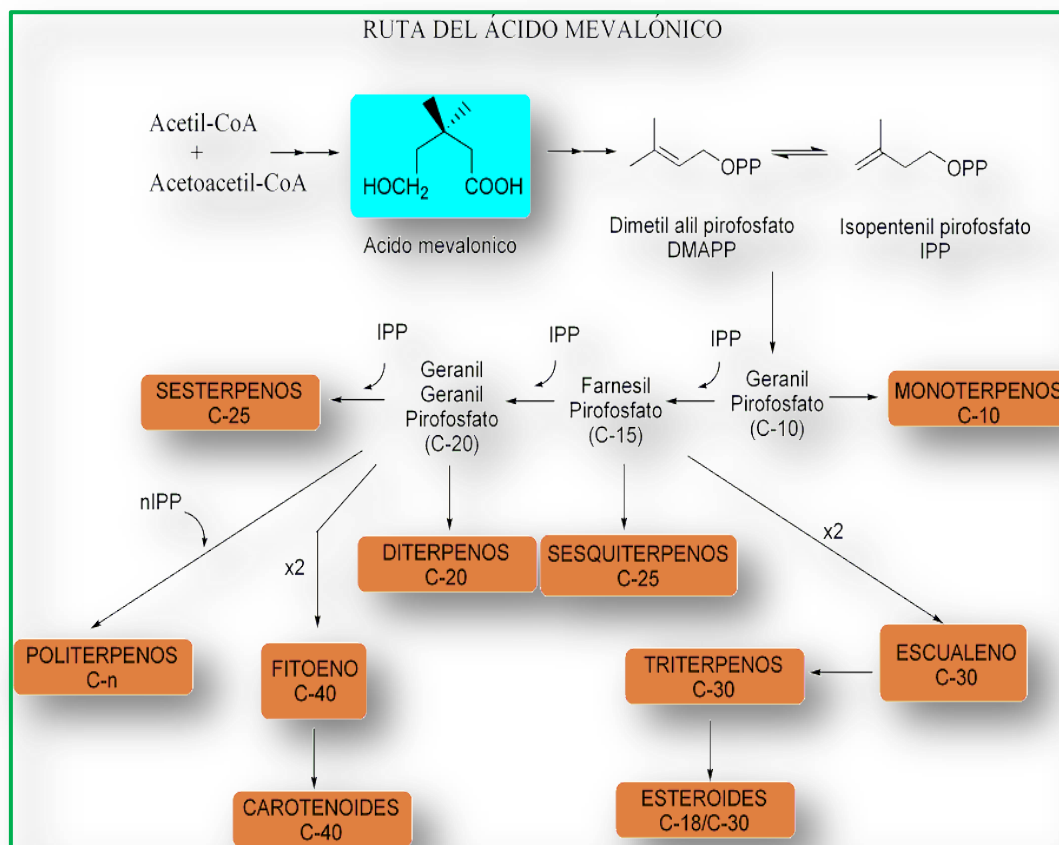 RUTA DEL ÁCIDO MEVALÓNICO
Acetil-CoA
+
Acetoacetil-CoA
HOCH₂
COOH
Acido mevalonico
OPP
Dimetil alil pirofosfato
DMAPP
OPP
Isopentenil pirofosfato
IPP
IPP
IPP
IPP
SESTERPENOS
C-25
Geranil
Geranil
Pirofosfato
(C-20)
Farnesil
Pirofosfato
(C-15)
Geranil
Pirofosfato
(C-10)
MONOTERPENOS
C-10
nIPP
x2
DITERPENOS
C-20
SESQUITERPENOS
C-25
x2
POLITERPENOS
C-n
FITOENO
C-40
TRITERPENOS
C-30
ESCUALENO
C-30
CAROTENOIDES
C-40
ESTEROIDES
C-18/C-30